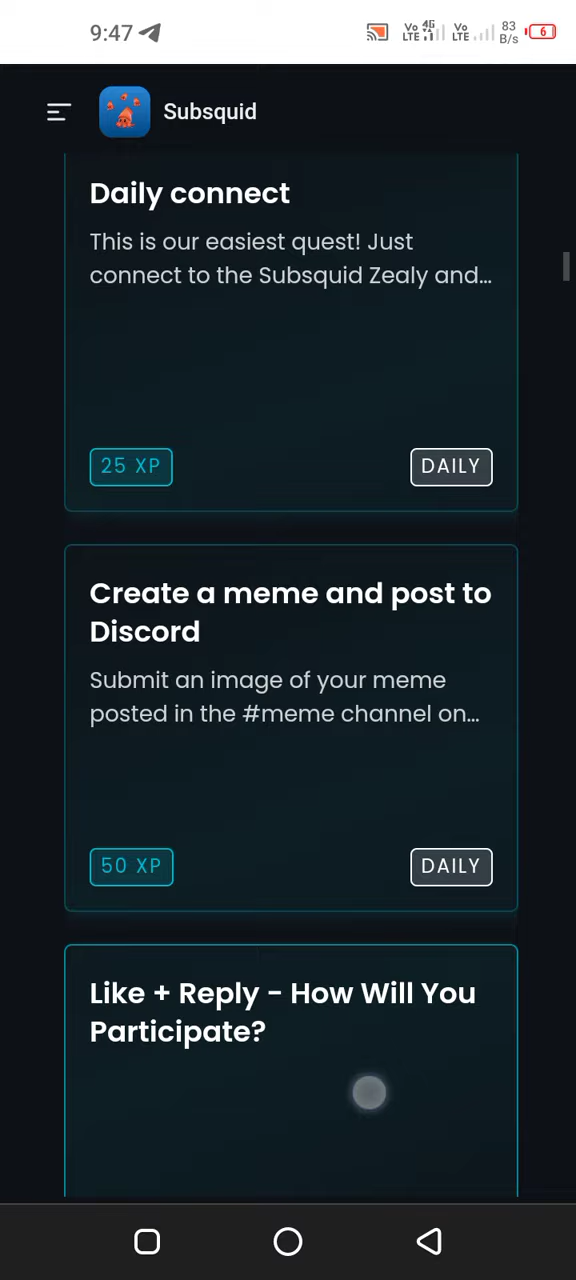 9:47
Vo LTE 4G Vo LTE 83 B/s 6
Subsquid
Daily connect
This is our easiest quest! Just
connect to the Subsquid Zealy and...
25 XP DAILY
Create a meme and post to
Discord
Submit an image of your meme
posted in the #meme channel on...
50 XP DAILY
Like + Reply - How Will You
Participate?